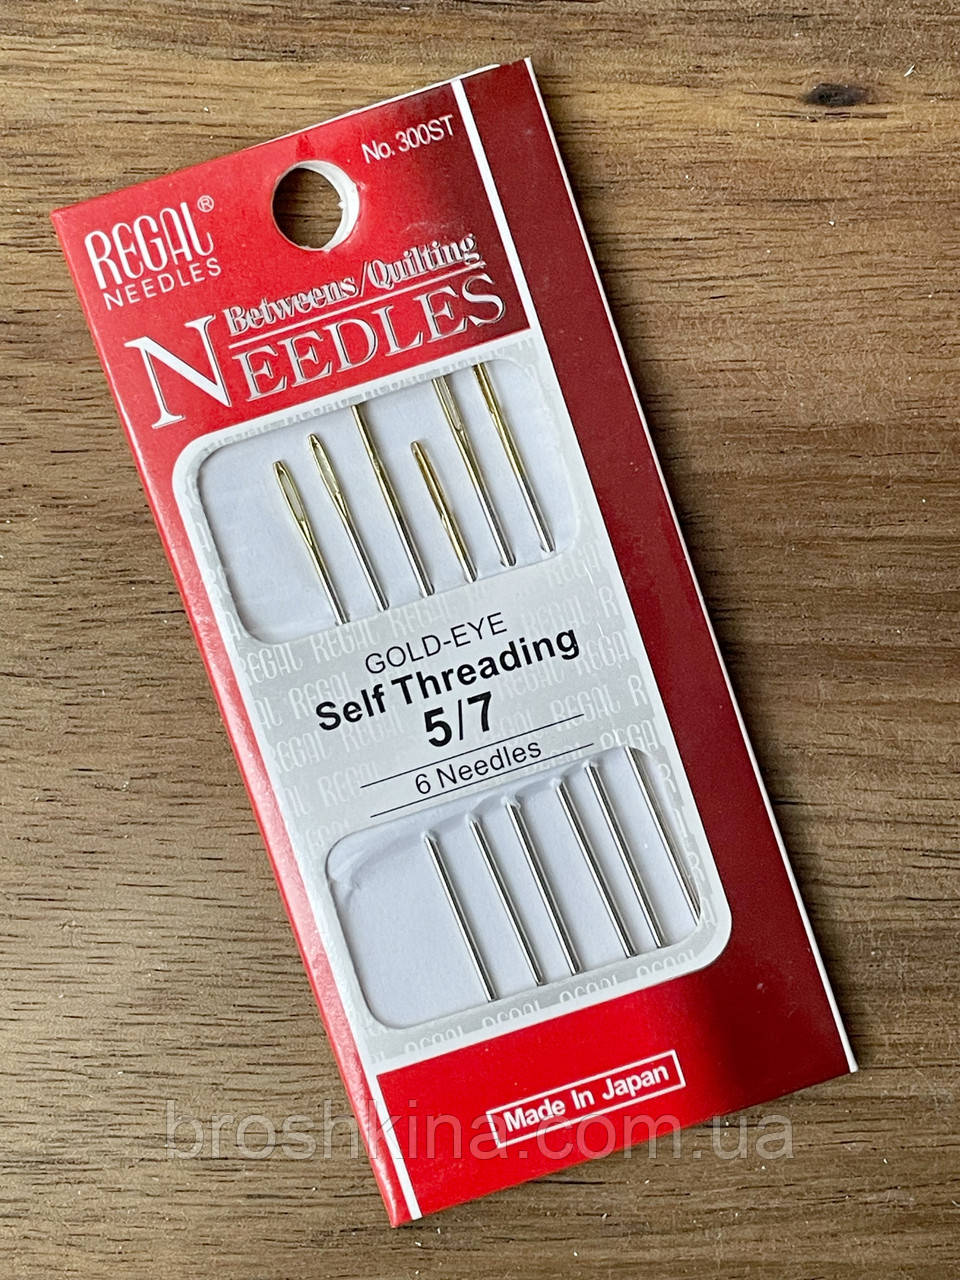 No. 300ST
REGAL®
NEEDLES
Betweens/Quilting
NEEDLES
GOLD-EYE
Self Threading
5/7
6 Needles
Made In Japan
broshkina.com.ua